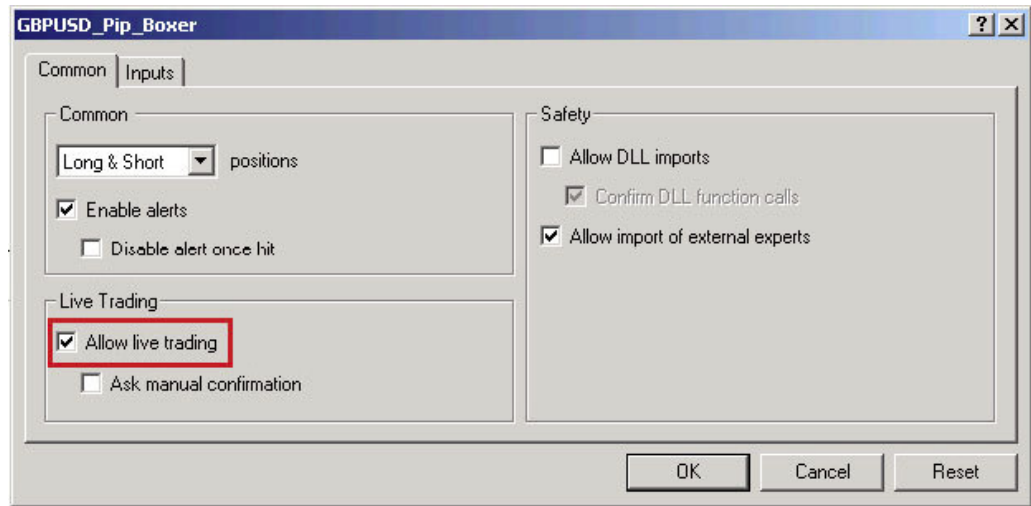 GBPUSD_Pip_Boxer
Common
Inputs
Common
Long & Short
positions
Enable alerts
Disable alert once hit
Live Trading
Allow live trading
Ask manual confirmation
Safety
Allow DLL imports
Confirm DLL function calls
Allow import of external experts
OK
Cancel
Reset